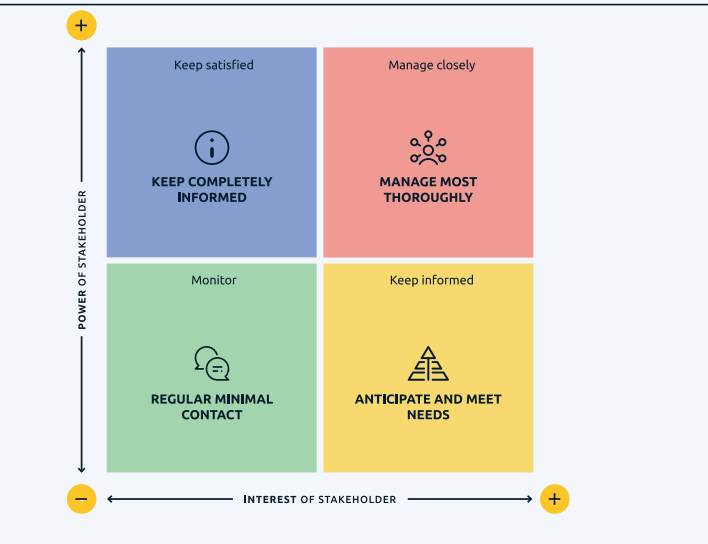 +
Keep satisfied
Manage closely
KEEP COMPLETELY
INFORMED
MANAGE MOST
THOROUGHLY
POWER OF STAKEHOLDER
Monitor
Keep informed
REGULAR MINIMAL
CONTACT
ANTICIPATE AND MEET
NEEDS
−
INTEREST OF STAKEHOLDER
+